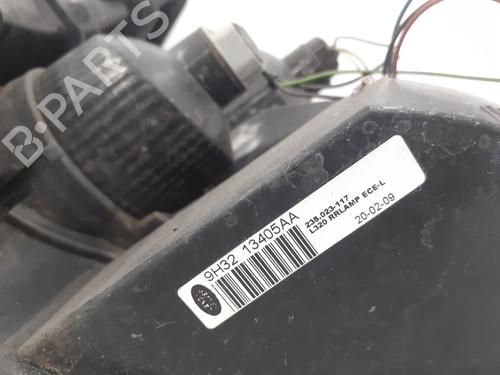 B-PARTS
9H32 13405AA
238.023-117
L320 RRLAMP ECE-L
20-02-09